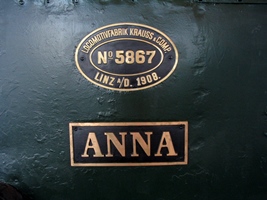 LOCOMOTIVFABRIK KRAUSS & COMP.
No 5867
LINZ a/D. 1908.
ANNA